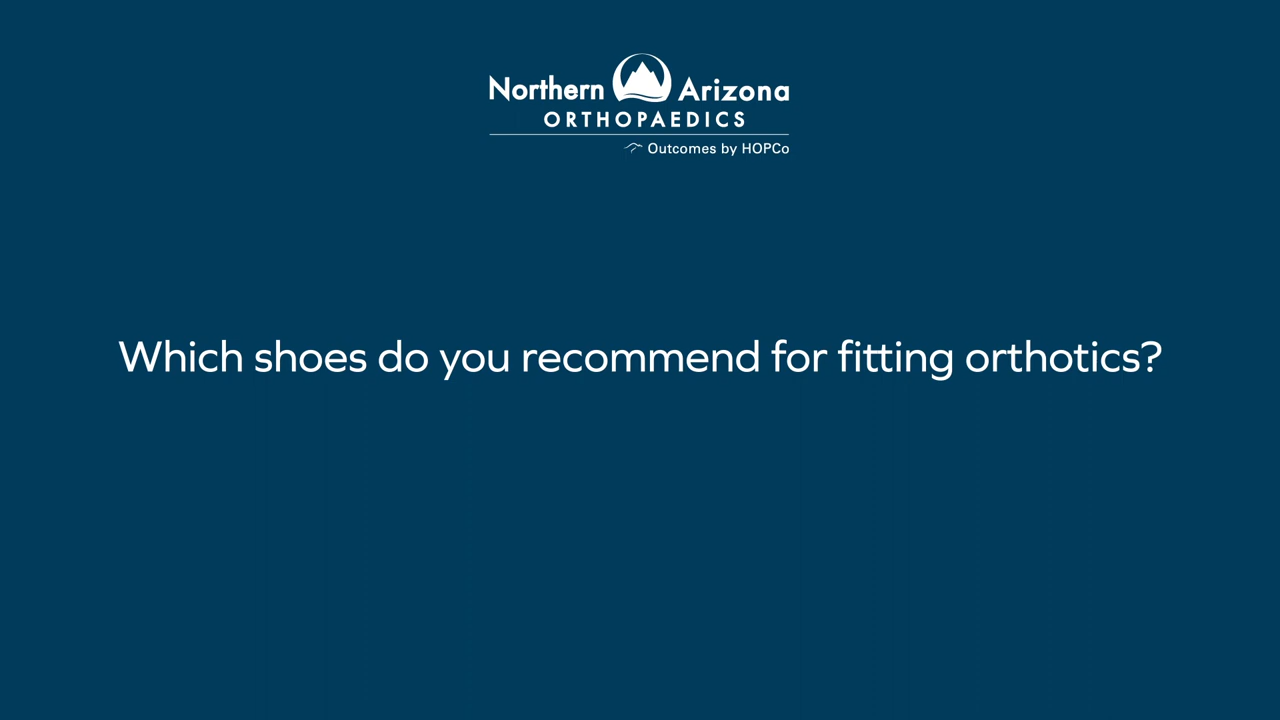 Northern Arizona
ORTHOPAEDICS
Outcomes by HOPCo
Which shoes do you recommend for fitting orthotics?